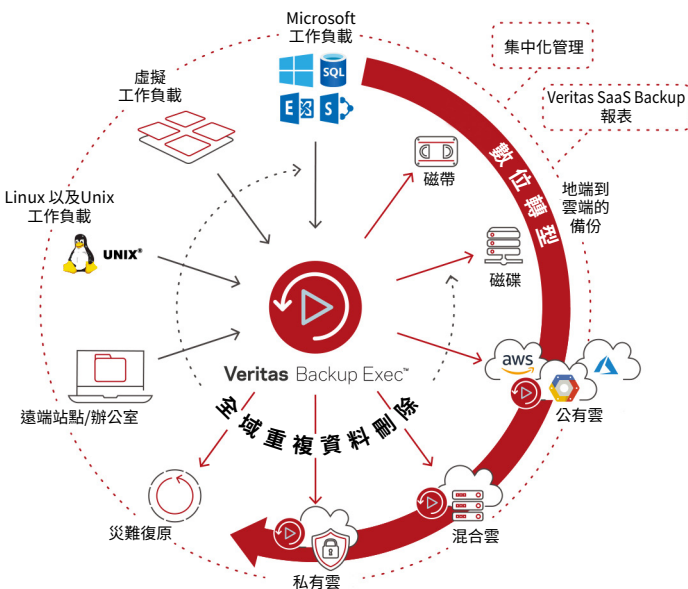 Microsoft
工作負載
SQL
E
S
集中化管理
Veritas SaaS Backup
報表
虛擬
工作負載
磁帶
數位轉型
地端到
雲端的
備份
Linux 以及Unix
工作負載
UNIX®
磁碟
aws
公有雲
Veritas Backup Exec™
全域重複資料刪除
遠端站點/辦公室
災難復原
混合雲
私有雲